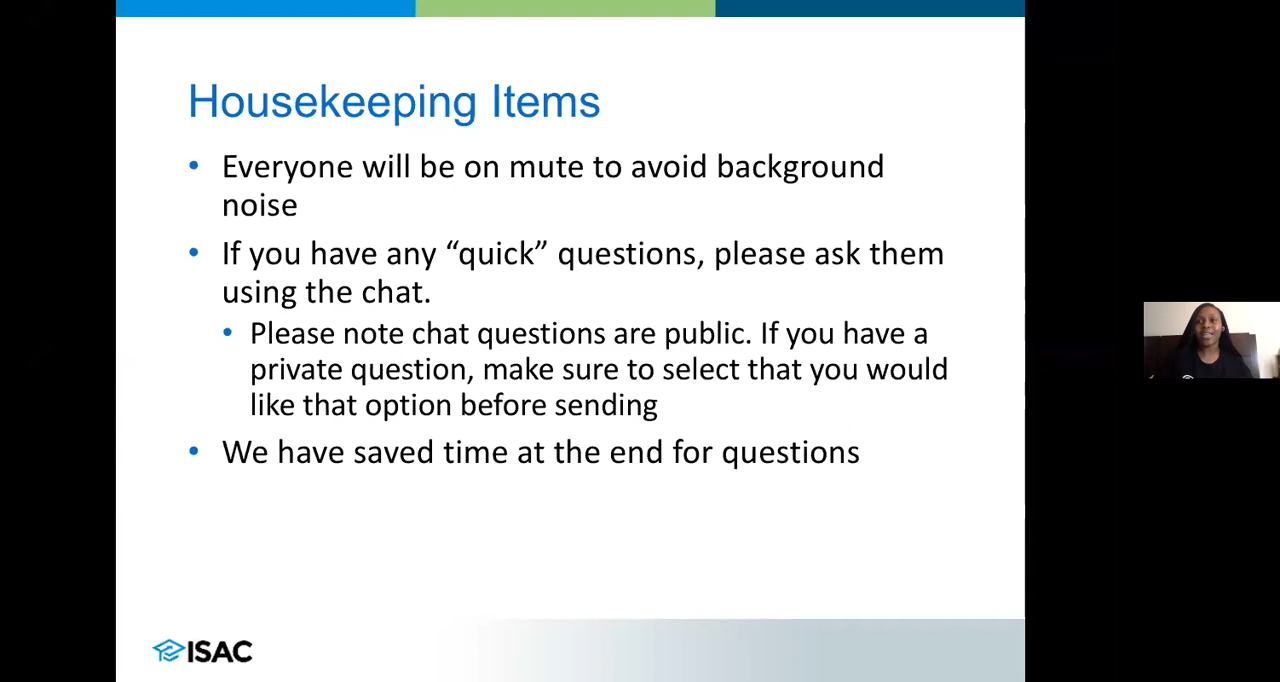 Housekeeping Items
• Everyone will be on mute to avoid background
noise
• If you have any “quick” questions, please ask them
using the chat.
• Please note chat questions are public. If you have a
private question, make sure to select that you would
like that option before sending
• We have saved time at the end for questions
ISAC